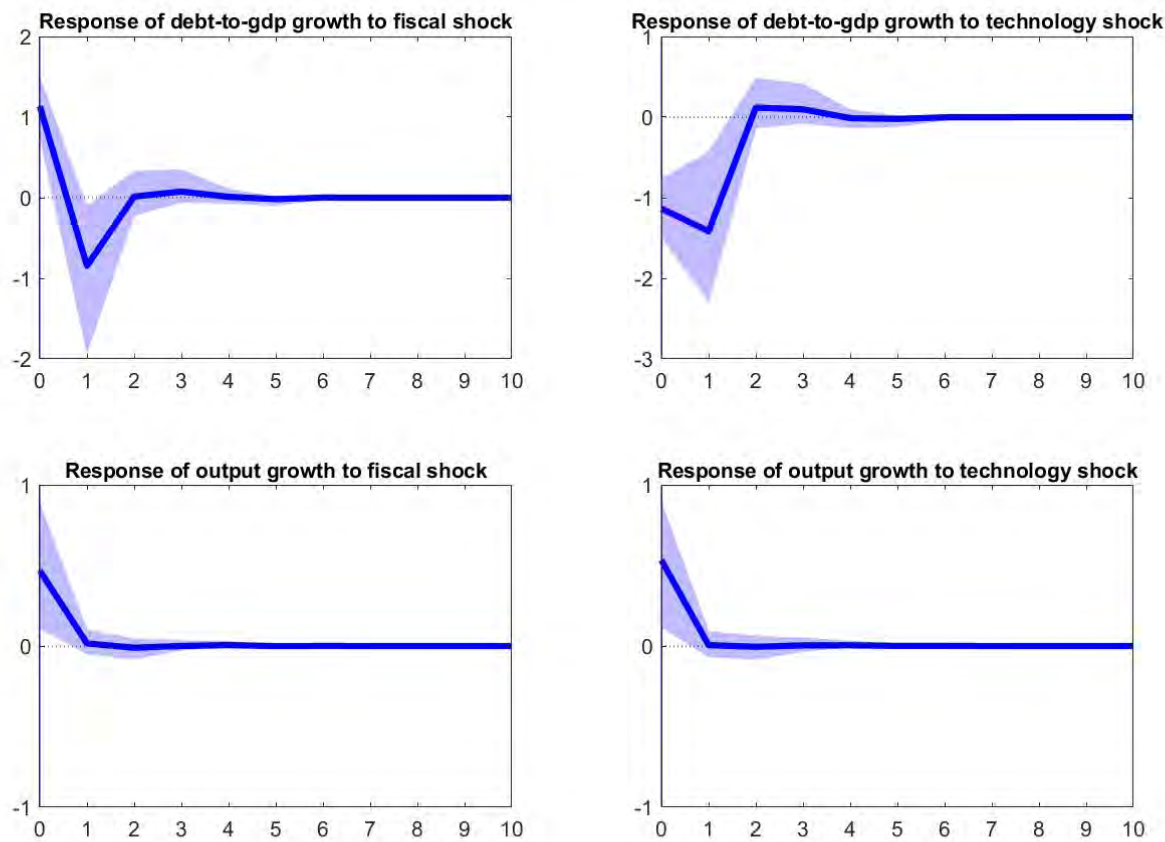 Response of debt-to-gdp growth to fiscal shock
2
1
0
-1
-2
0 1 2 3 4 5 6 7 8 9 10
Response of debt-to-gdp growth to technology shock
1
0
-1
-2
-3
0 1 2 3 4 5 6 7 8 9 10
Response of output growth to fiscal shock
1
0
-1
0 1 2 3 4 5 6 7 8 9 10
Response of output growth to technology shock
1
0
-1
0 1 2 3 4 5 6 7 8 9 10